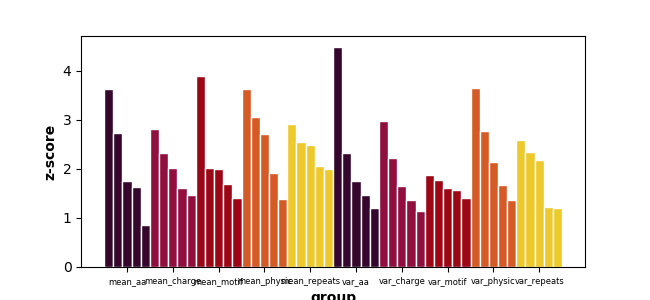 z-score
4
3
2
1
0
mean_aa mean_charge mean_motif mean_physic mean_repeats var_aa var_charge var_motif var_physic var_repeats
group